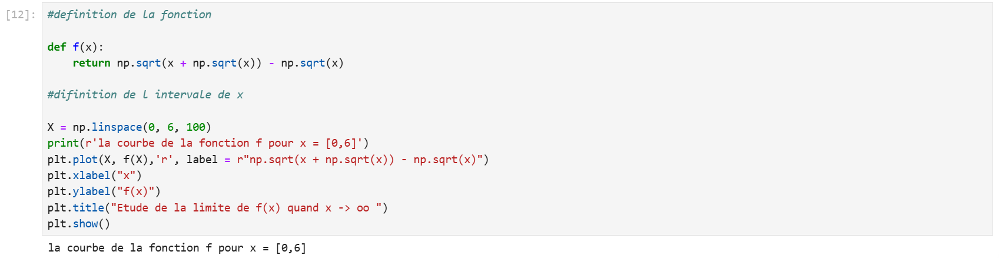 [12]: #definition de la fonction
def f(x):
    return np.sqrt(x + np.sqrt(x)) - np.sqrt(x)
#difinition de l intervale de x
X = np.linspace(0, 6, 100)
print(r'la courbe de la fonction f pour x = [0,6]')
plt.plot(X, f(X),'r', label = r"np.sqrt(x + np.sqrt(x)) - np.sqrt(x)")
plt.xlabel("x")
plt.ylabel("f(x)")
plt.title("Etude de la limite de f(x) quand x -> oo ")
plt.show()
la courbe de la fonction f pour x = [0,6]